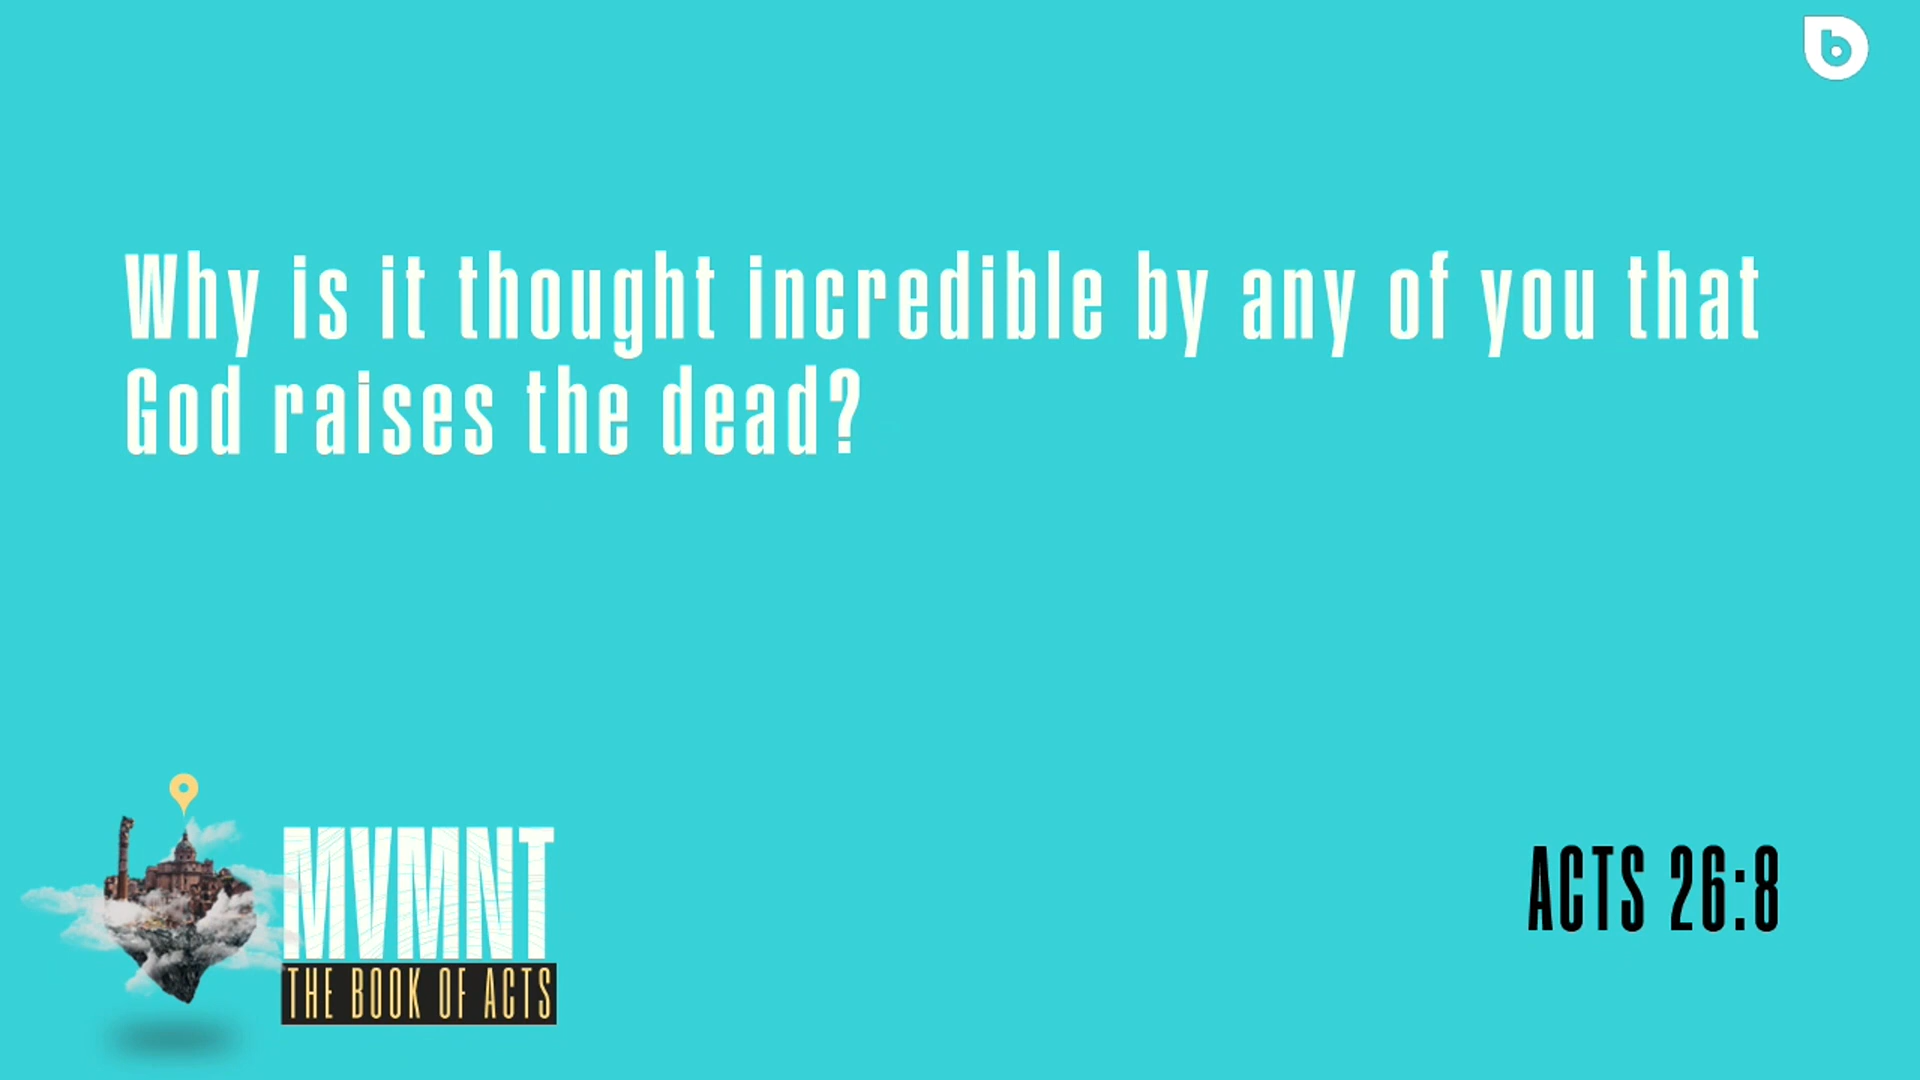 b
Why is it thought incredible by any of you that
God raises the dead?
MVMNT
THE BOOK OF ACTS
ACTS 26:8